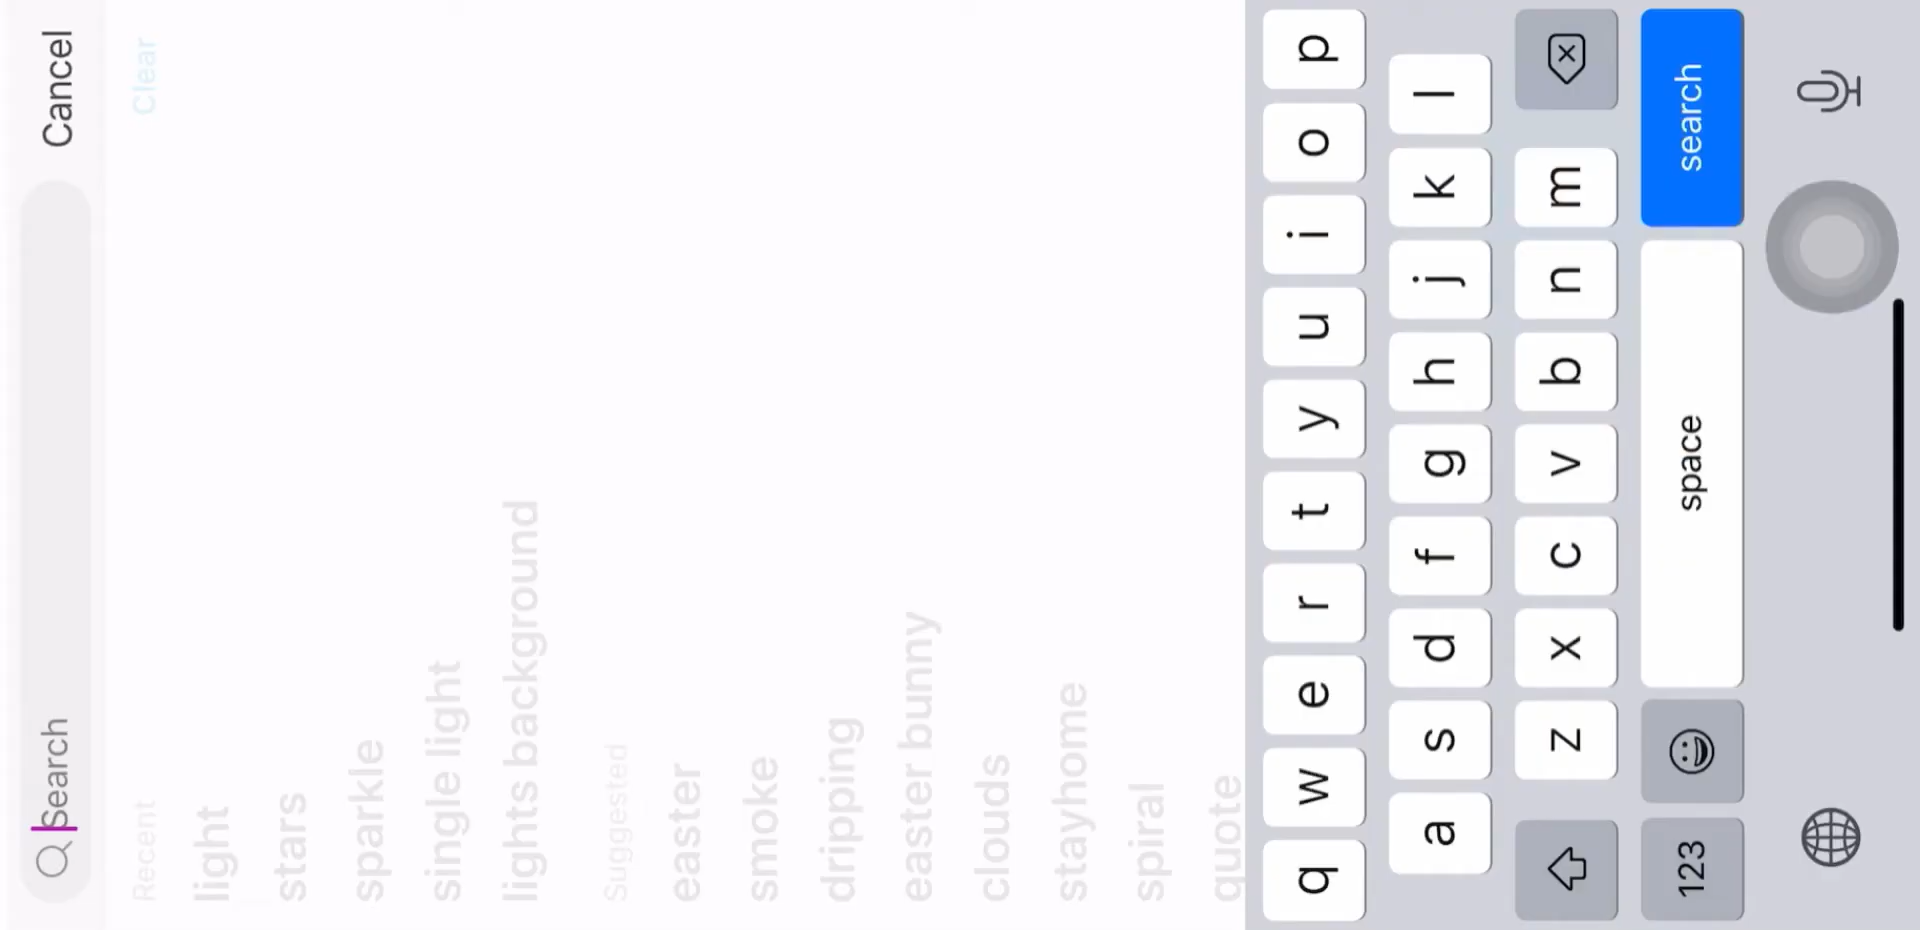 Search
Cancel
Recent
Clear
light
stars
sparkle
single light
lights background
Suggested
easter
smoke
dripping
easter bunny
clouds
stayhome
spiral
quote
q w e r t y u i o p
a s d f g h j k l
z x c v b n m
123
space
search